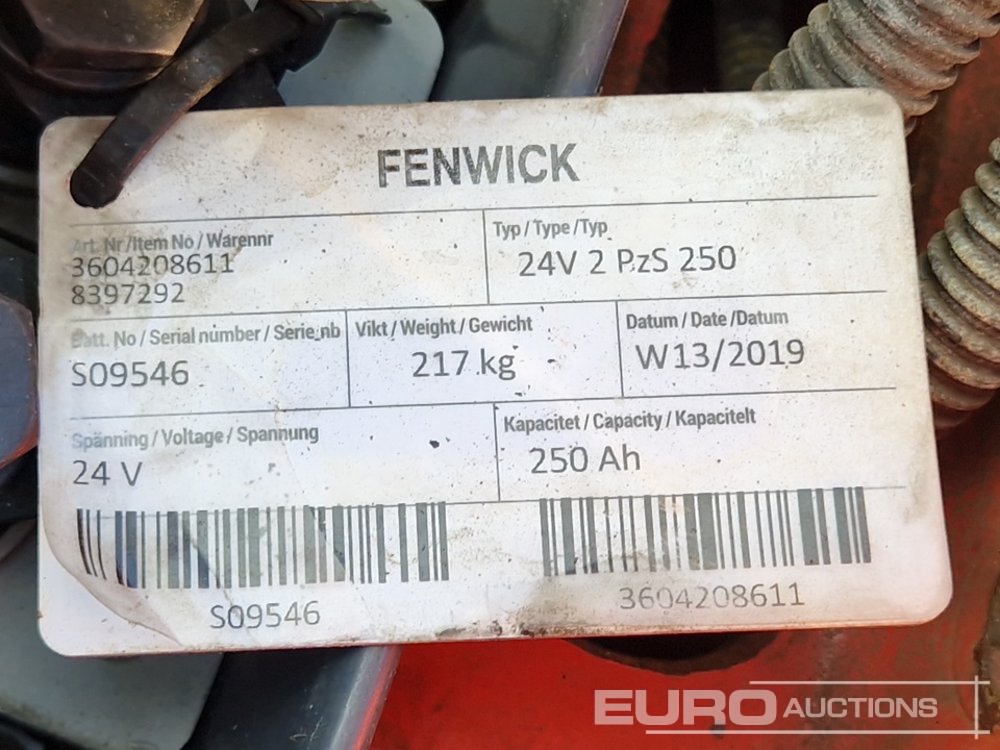 FENWICK
Art. Nr/Item No/Warennr
3604208611
8397292
Typ/Type/Typ
24V 2 PzS 250
Batt. No/Serial number/Serie nb
S09546
Vikt/Weight/Gewicht
217 kg
Datum/Date/Datum
W13/2019
Spänning/Voltage/Spannung
24 V
Kapacitet/Capacity/Kapacitelt
250 Ah
S09546
3604208611
EURO AUCTIONS